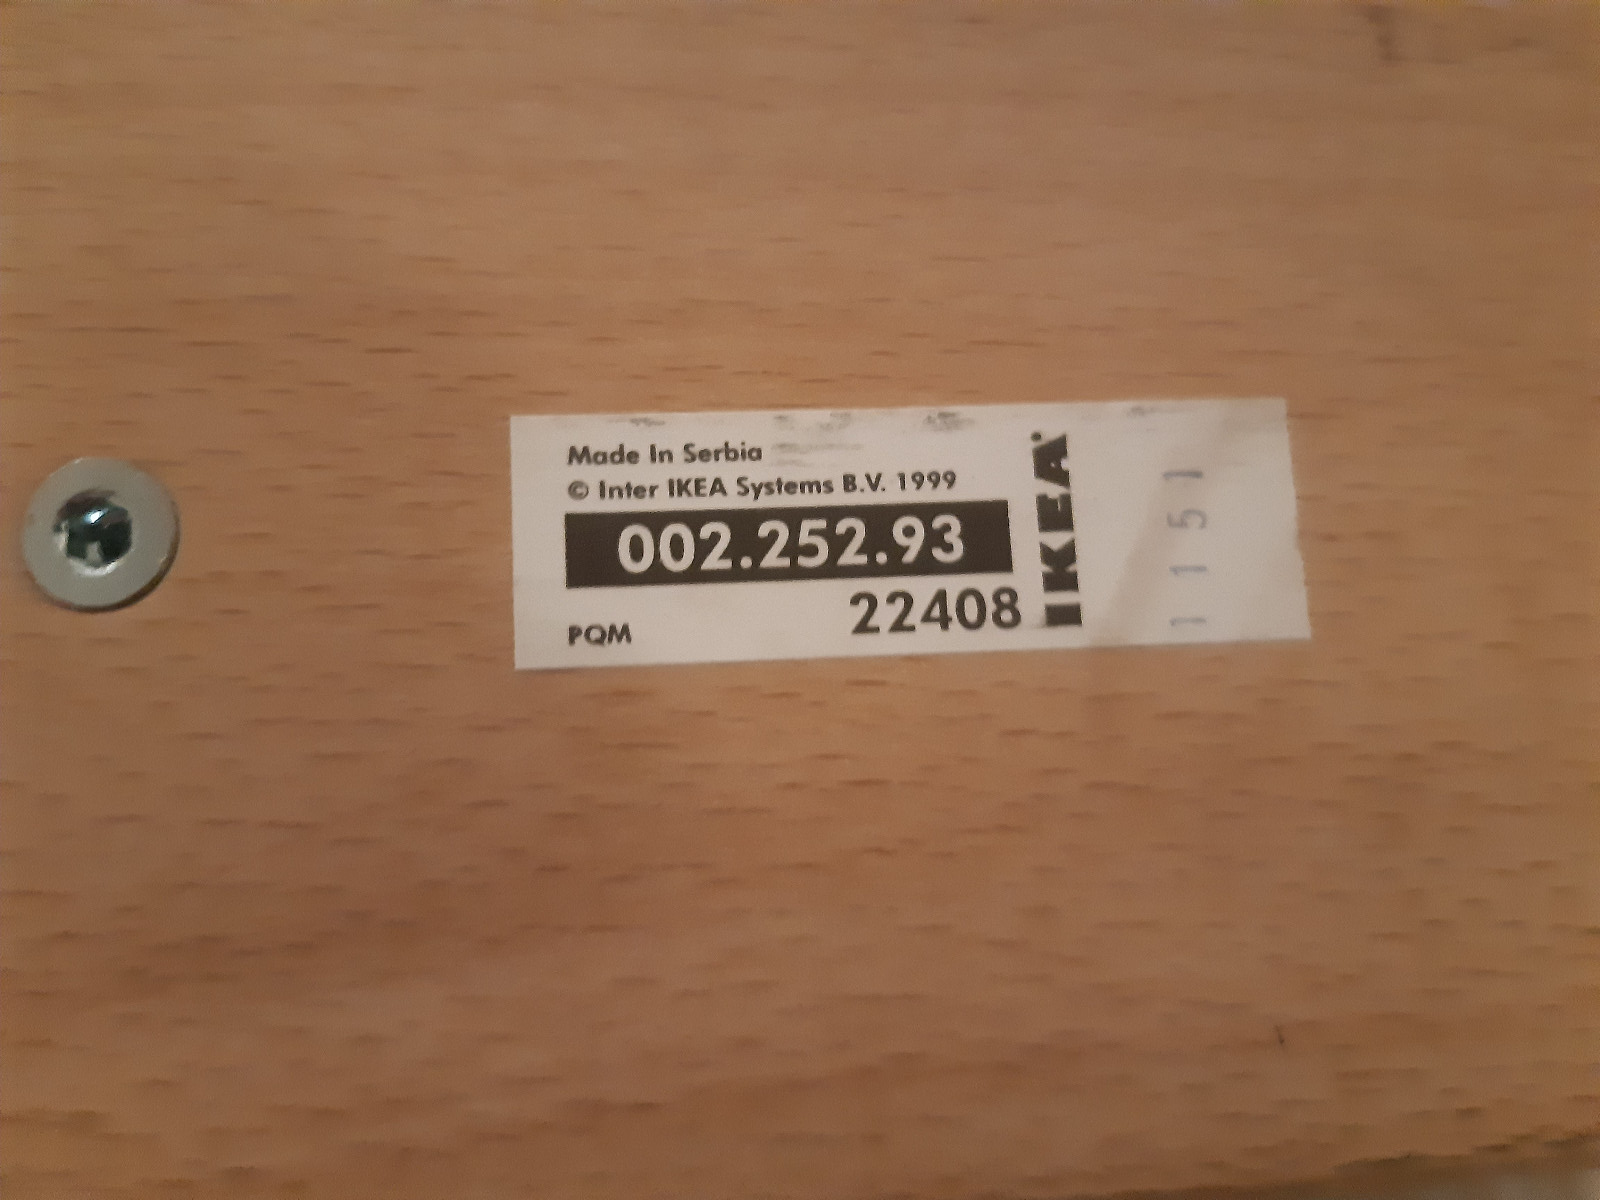 Made In Serbia
© Inter IKEA Systems B.V. 1999
002.252.93
22408
PQM
IKEA®
1151